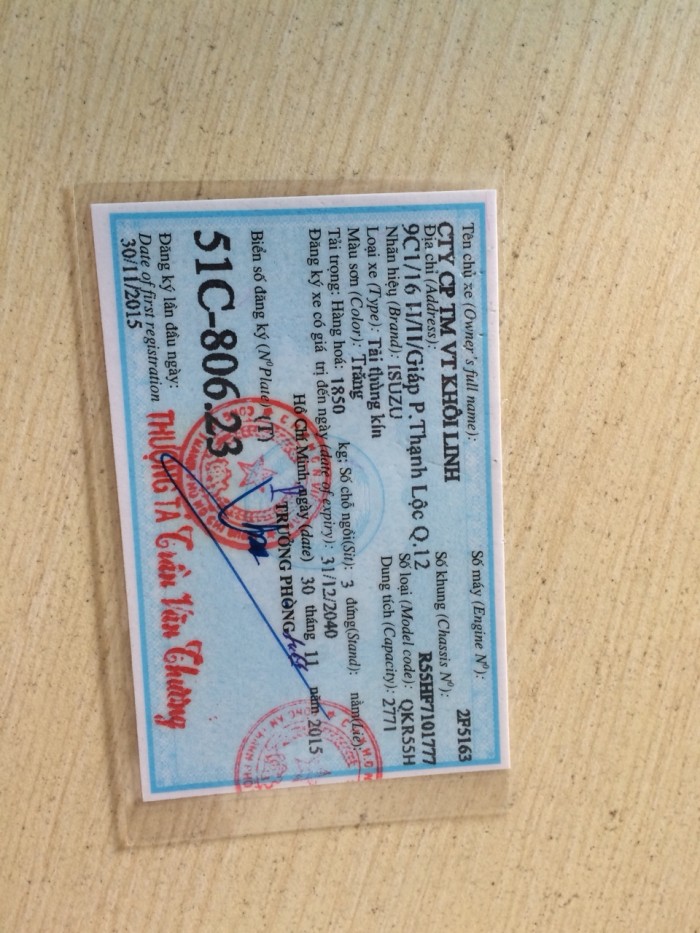 Tên chủ xe (Owner's full name): Số máy (Engine Nº):
CTY CP TM VT KHÔI LINH 2P5163
Địa chỉ (Address): Số khung (Chassis Nº):
9C1/16 H/II/Giáp P.Thạnh Lộc Q.12 R55HF7101777
Nhãn hiệu (Brand): ISUZU Số loại (Model code): QKR55H
Loại xe (Type): Tải thùng kín Dung tích (Capacity): 2771
Màu sơn (Color): Trắng
Tải trọng: Hàng hoá: 1850 kg; Số chỗ ngồi(Sit): 3 đứng(Stand): nằm(Lie):
Đăng ký xe có giá trị đến ngày (date of expiry): 31/12/2040
Hồ Chí Minh, ngày (date) 30 tháng 11 năm 2015
TRƯỞNG PHÒNG
Biển số đăng ký (NºPlate) (T)
51C-806.23
Đăng ký lần đầu ngày:
Date of first registration
30/11/2015
THƯỢNG TÁ Trần Văn Thương